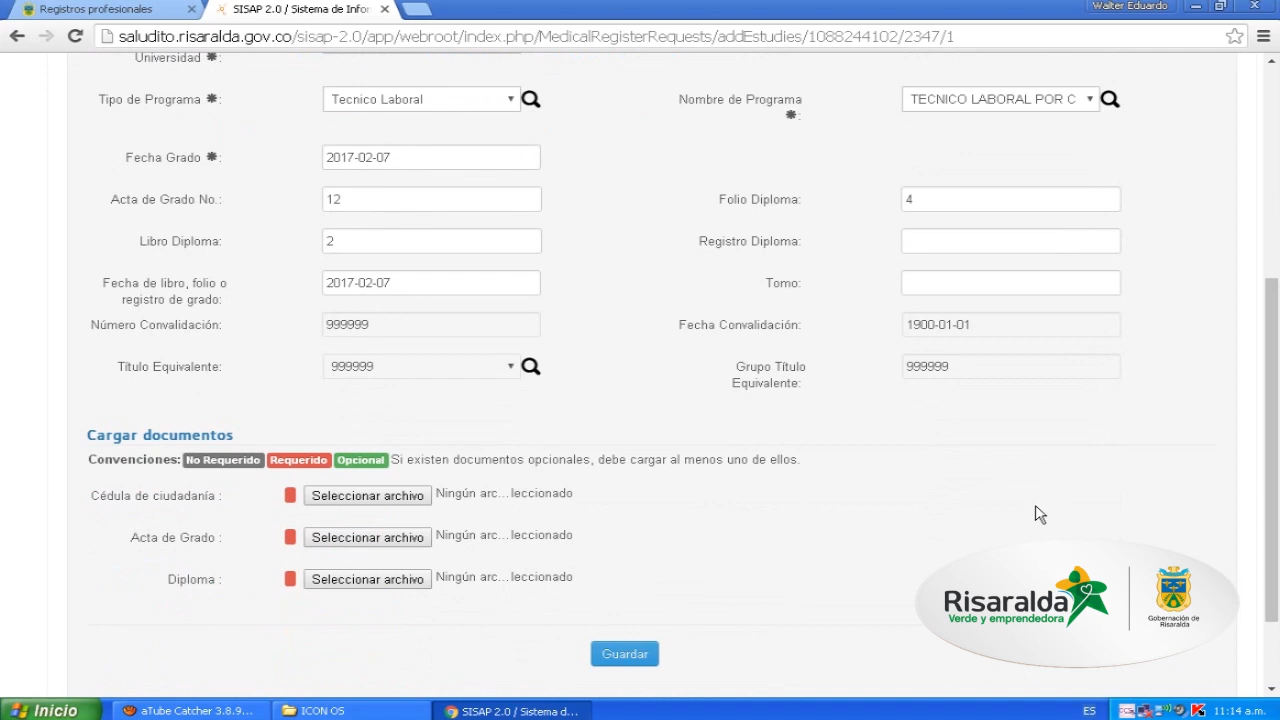 Registros profesionales
SISAP 2.0 / Sistema de Infor
Walter Eduardo
saludito.risaralda.gov.co/sisap-2.0/app/webroot/index.php/MedicalRegisterRequests/addEstudies/1088244102/2347/1
Universidad ✱:
Tipo de Programa ✱: Tecnico Laboral Nombre de Programa ✱: TECNICO LABORAL POR C
Fecha Grado ✱: 2017-02-07
Acta de Grado No.: 12 Folio Diploma: 4
Libro Diploma: 2 Registro Diploma:
Fecha de libro, folio o
registro de grado: 2017-02-07 Tomo:
Número Convalidación: 999999 Fecha Convalidación: 1900-01-01
Título Equivalente: 999999 Grupo Título
Equivalente: 999999
Cargar documentos
Convenciones: No Requerido Requerido Opcional Si existen documentos opcionales, debe cargar al menos uno de ellos.
Cédula de ciudadanía : Seleccionar archivo Ningún arc...leccionado
Acta de Grado : Seleccionar archivo Ningún arc...leccionado
Diploma : Seleccionar archivo Ningún arc...leccionado
Risaralda
Verde y emprendedora
Gobernación de
Risaralda
Guardar
Inicio
aTube Catcher 3.8.9...
ICON OS
SISAP 2.0 / Sistema d...
ES
11:14 a.m.